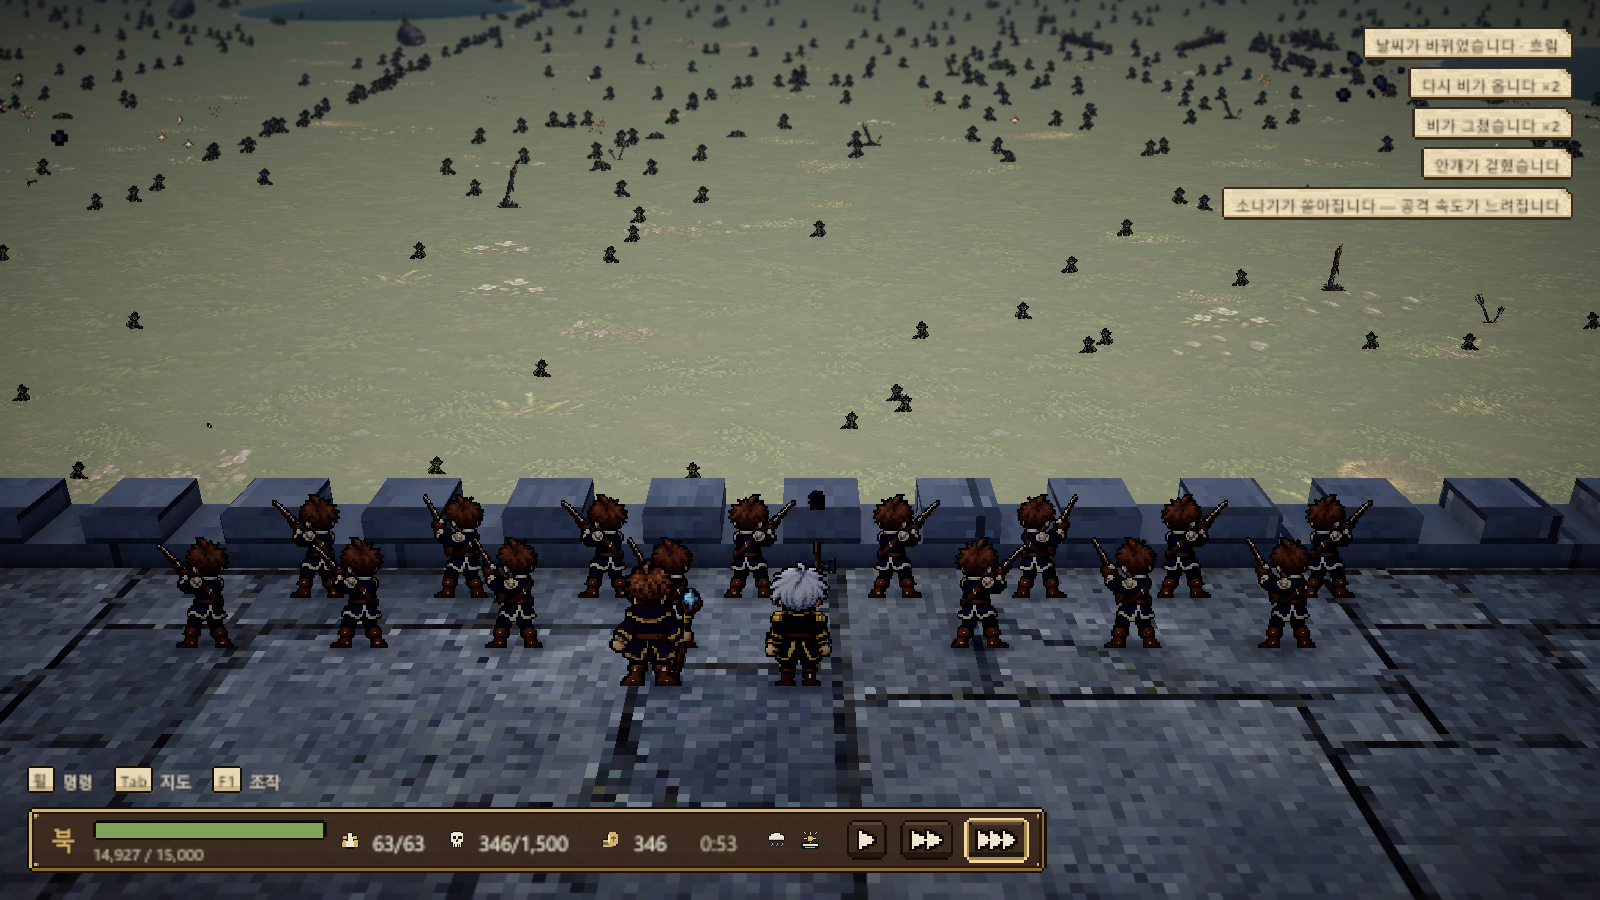 날씨가 바뀌었습니다 · 흐림
다시 비가 옵니다 ×2
비가 그쳤습니다 ×2
안개가 걷혔습니다
소나기가 쏟아집니다 — 공격 속도가 느려집니다
휠 명령 Tab 지도 F1 조작
북 14,927 / 15,000 63/63 346/1,500 346 0:53